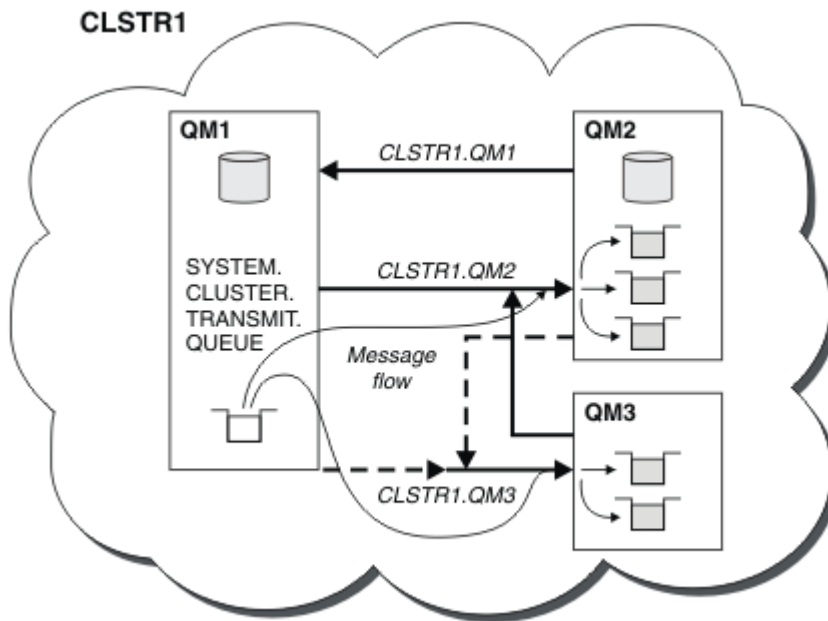 CLSTR1
QM1
QM2
CLSTR1.QM1
SYSTEM.
CLUSTER.
TRANSMIT.
QUEUE
CLSTR1.QM2
Message
flow
QM3
CLSTR1.QM3